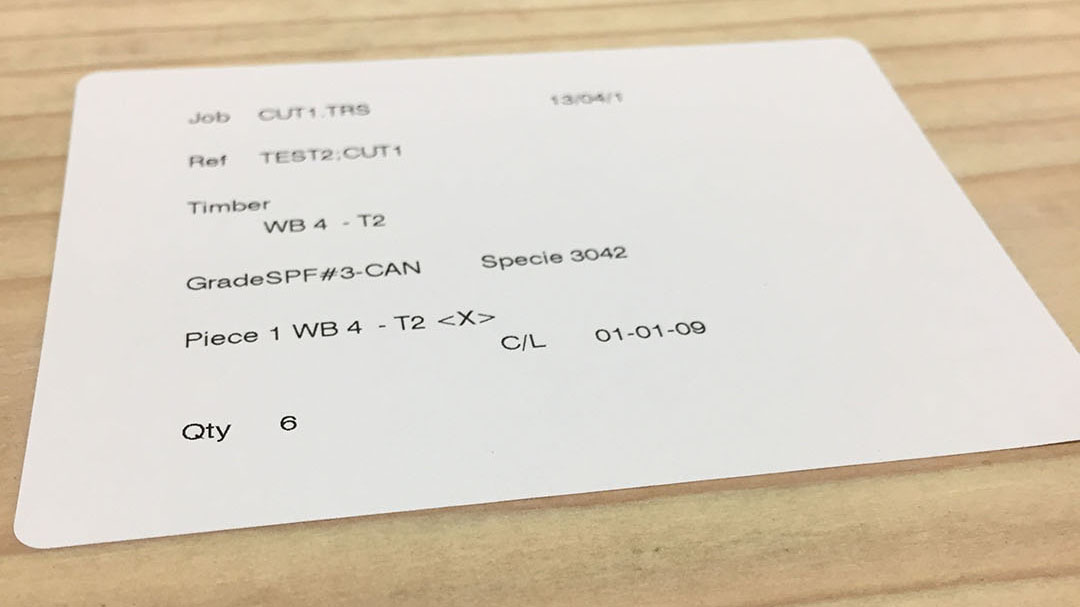 Job CUT1.TRS 13/04/1
Ref TEST2;CUT1
Timber
WB 4 - T2
GradeSPF#3-CAN Specie 3042
Piece 1 WB 4 - T2 <X>
C/L 01-01-09
Qty 6